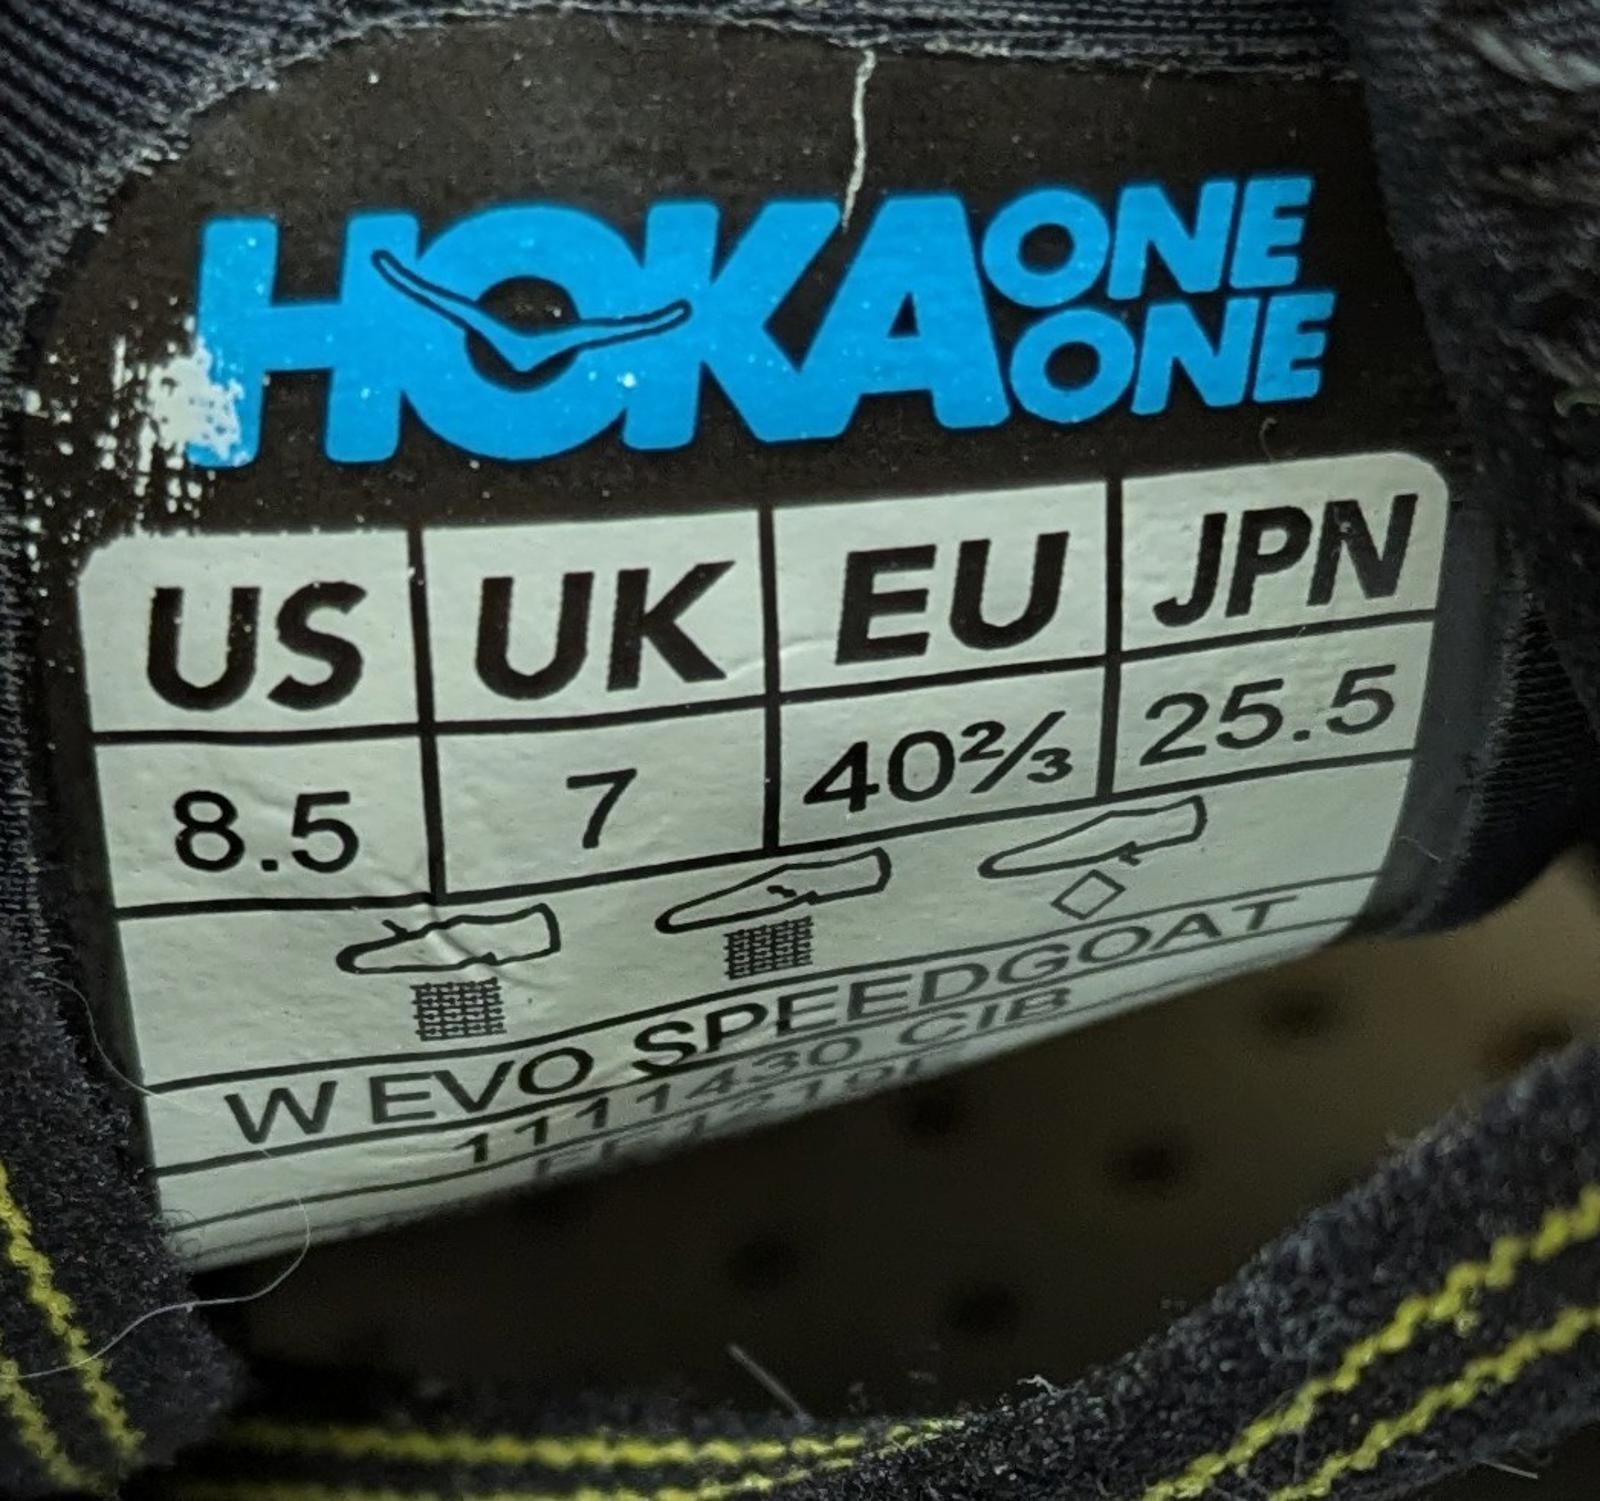 HOKA ONE
ONE
US UK EU JPN
8.5 7 40⅔ 25.5
W EVO SPEEDGOAT
1111430 CIB